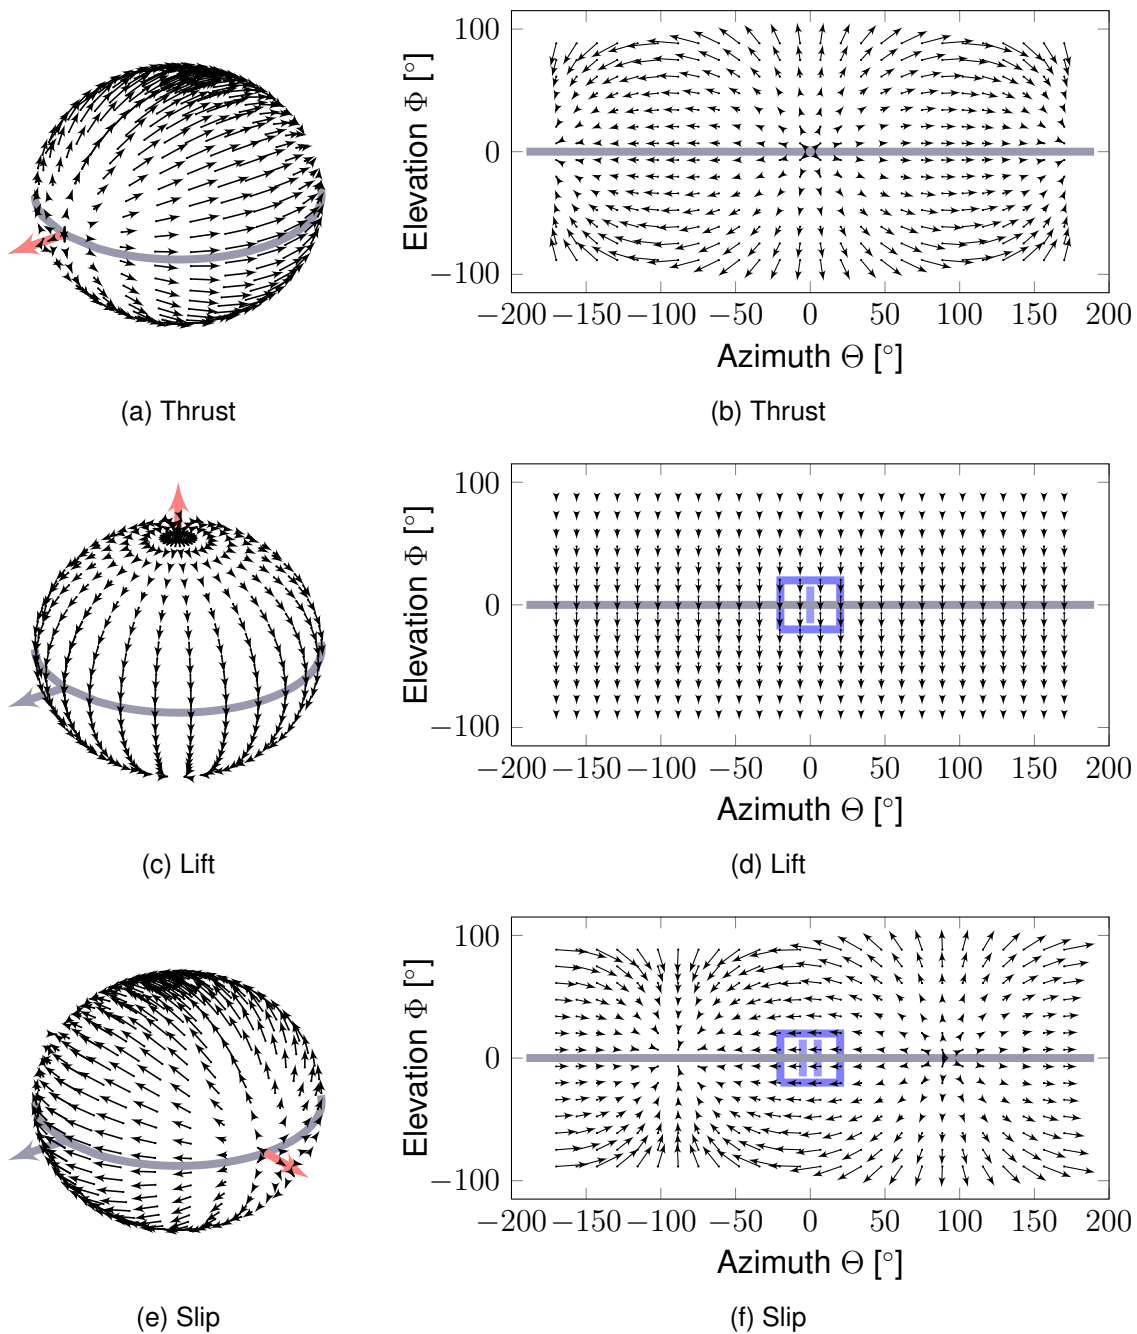 100
0
−100
Elevation Φ [°]
−200 −150 −100 −50 0 50 100 150 200
Azimuth Θ [°]
(a) Thrust
(b) Thrust
100
0
−100
Elevation Φ [°]
−200 −150 −100 −50 0 50 100 150 200
Azimuth Θ [°]
(c) Lift
(d) Lift
100
0
−100
Elevation Φ [°]
−200 −150 −100 −50 0 50 100 150 200
Azimuth Θ [°]
(e) Slip
(f) Slip